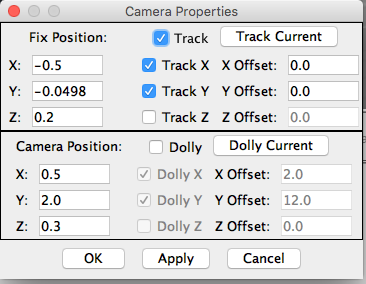 Camera Properties
Fix Position: Track Track Current
X: -0.5 Track X X Offset: 0.0
Y: -0.0498 Track Y Y Offset: 0.0
Z: 0.2 Track Z Z Offset: 0.0
Camera Position: Dolly Dolly Current
X: 0.5 Dolly X X Offset: 2.0
Y: 2.0 Dolly Y Y Offset: 12.0
Z: 0.3 Dolly Z Z Offset: 0.0
OK Apply Cancel